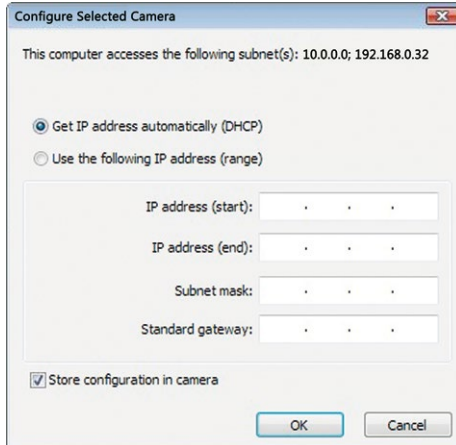 Configure Selected Camera
This computer accesses the following subnet(s): 10.0.0.0; 192.168.0.32
Get IP address automatically (DHCP)
Use the following IP address (range)
IP address (start): . . .
IP address (end): . . .
Subnet mask: . . .
Standard gateway: . . .
Store configuration in camera
OK Cancel